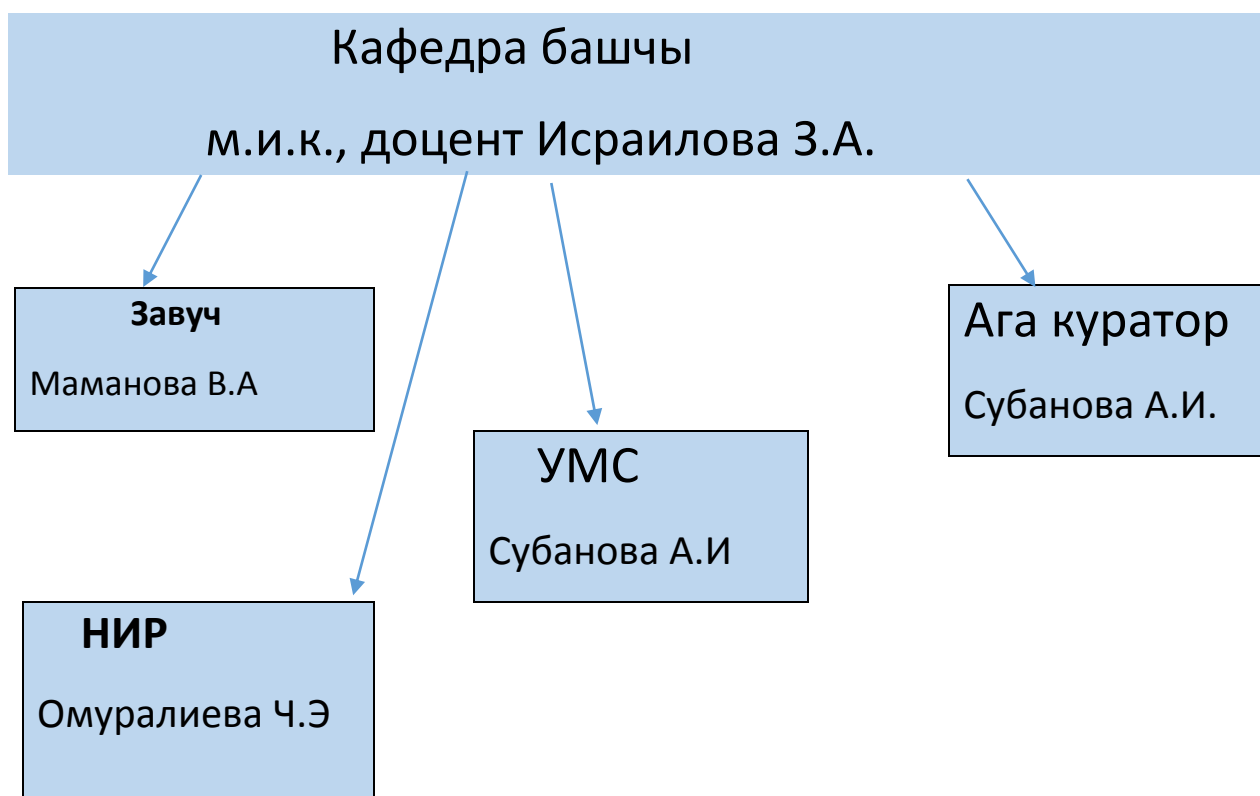 Кафедра башчы
м.и.к., доцент Исраилова З.А.
Завуч
Маманова В.А
Ага куратор
Субанова А.И.
УМС
Субанова А.И
НИР
Омуралиева Ч.Э